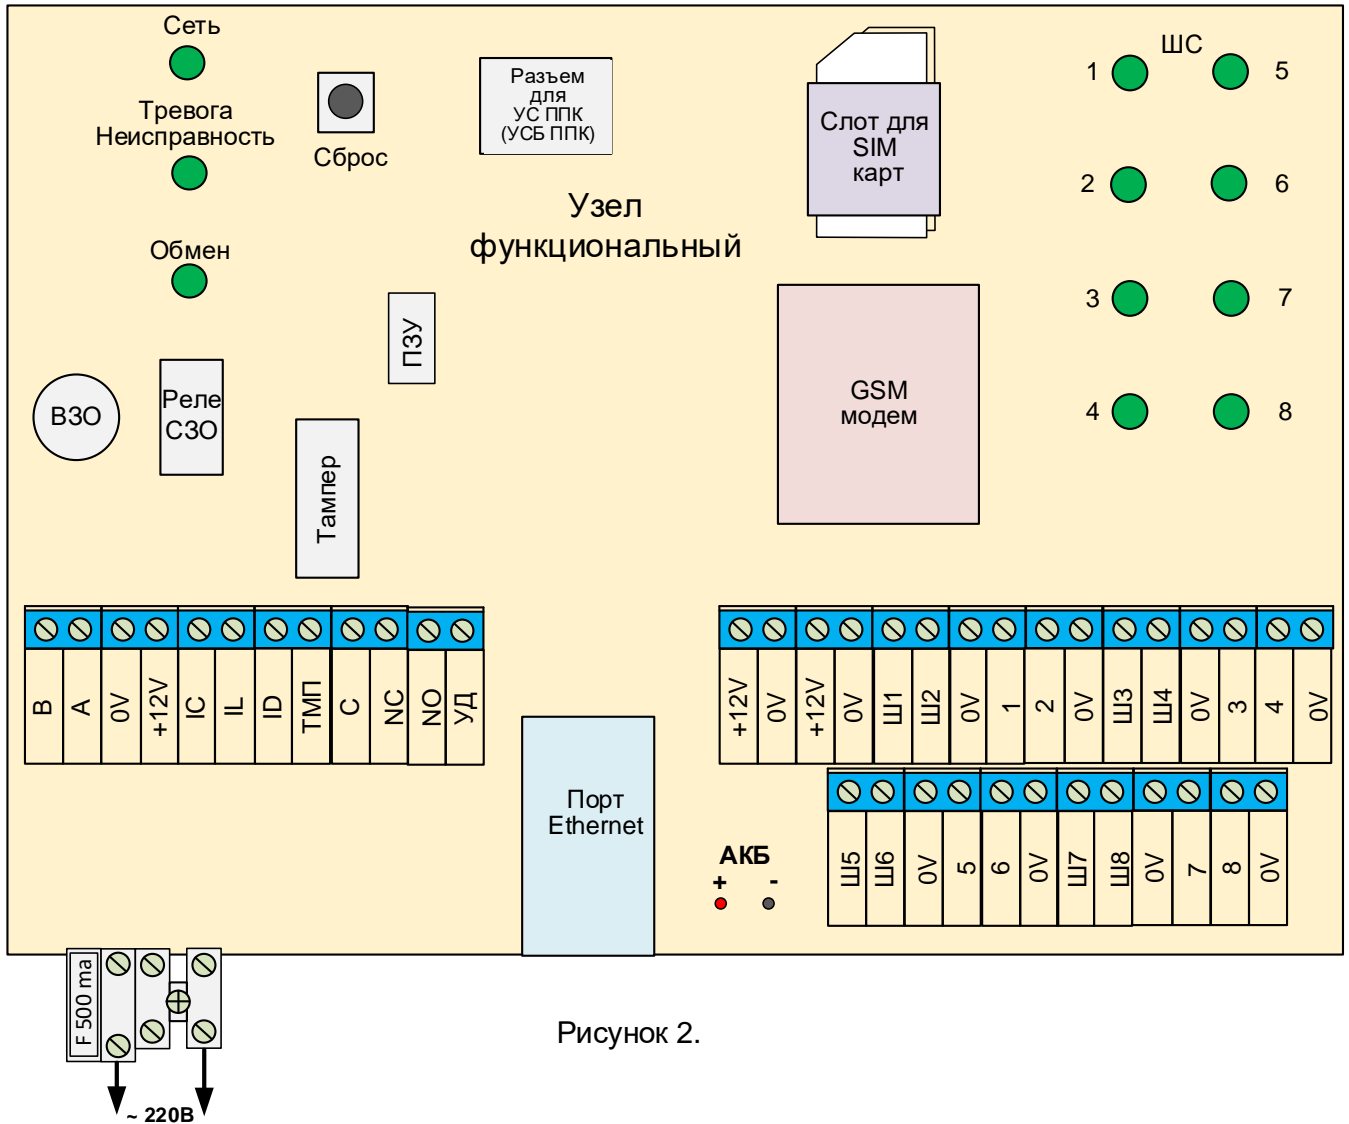 Сеть
Тревога
Неисправность
Обмен
Сброс
Разъем
для
УС ППК
(УСБ ППК)
Узел
функциональный
Слот для
SIM
карт
ШС
1
5
2
6
3
7
4
8
ПЗУ
GSM
модем
ВЗО
Реле
СЗО
Тампер
B
A
0V
+12V
IC
IL
ID
ТМП
C
NC
NO
УД
+12V
0V
+12V
0V
Ш1
Ш2
0V
1
2
0V
Ш3
Ш4
0V
3
4
0V
Порт
Ethernet
АКБ
+ -
Ш5
Ш6
0V
5
6
0V
Ш7
Ш8
0V
7
8
0V
F 500 ma
~ 220В
Рисунок 2.